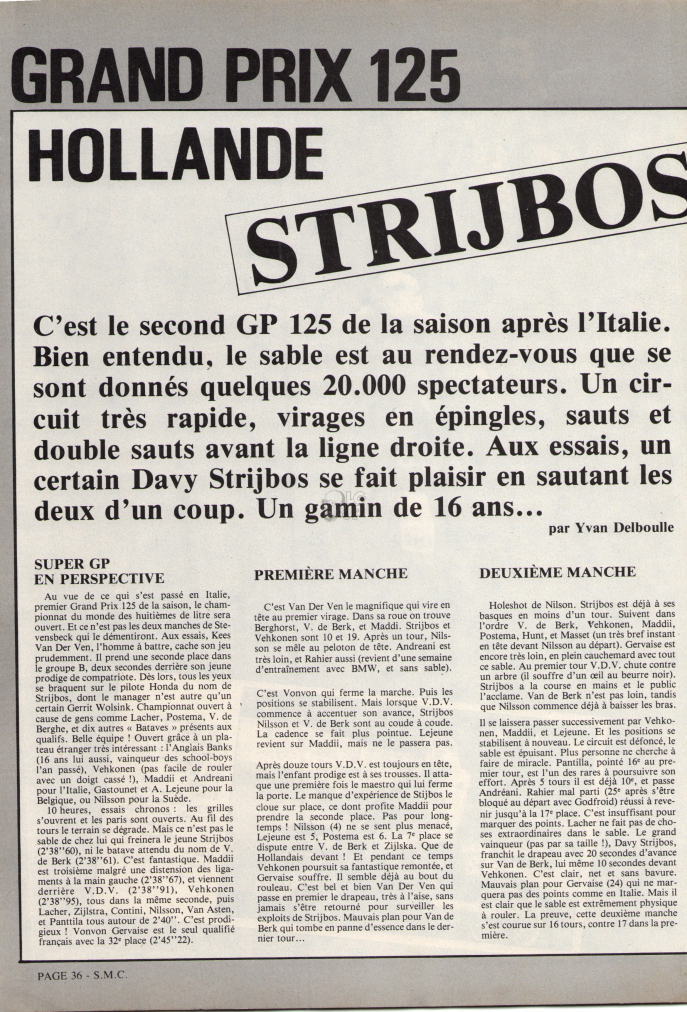 GRAND PRIX 125
HOLLANDE
STRIJBOS
C'est le second GP 125 de la saison après l'Italie.
Bien entendu, le sable est au rendez-vous que se
sont donnés quelques 20.000 spectateurs. Un cir-
cuit très rapide, virages en épingles, sauts et
double sauts avant la ligne droite. Aux essais, un
certain Davy Strijbos se fait plaisir en sautant les
deux d'un coup. Un gamin de 16 ans...
par Yvan Delboulle
SUPER GP
EN PERSPECTIVE
Au vue de ce qui s'est passé en Italie,
premier Grand Prix 125 de la saison, le cham-
pionnat du monde des huitièmes de litre sera
ouvert. Et ce n'est pas les deux manches de Ste-
vensbeck qui le démentiront. Aux essais, Kees
Van Der Ven, l'homme à battre, cache son jeu
prudemment. Il prend une seconde place dans
le groupe B, deux secondes derrière son jeune
prodige de compatriote. Dès lors, tous les yeux
se braquent sur le pilote Honda du nom de
Strijbos, dont le manager n'est autre qu'un
certain Gerrit Wolsink. Championnat ouvert à
cause de gens comme Lacher, Postema, V. de
Berghe, et dix autres « Bataves » présents aux
qualifs. Belle équipe ! Ouvert grâce à un pla-
teau étranger très intéressant : l'Anglais Banks
(16 ans lui aussi, vainqueur des school-boys
l'an passé), Vehkonen (pas facile de rouler
avec un doigt cassé !), Maddii et Andreani
pour l'Italie, Gastounet et A. Lejeune pour la
Belgique, ou Nilsson pour la Suède.
10 heures, essais chronos : les grilles
s'ouvrent et les paris sont ouverts. Au fil des
tours le terrain se dégrade. Mais ce n'est pas le
sable de chez lui qui freinera le jeune Strijbos
(2'38''60), ni le batave attendu du nom de V.
de Berk (2'38''61). C'est fantastique. Maddii
est troisième malgré une distension des liga-
ments à la main gauche (2'38''67), et viennent
derrière V.D.V. (2'38''91), Vehkonen
(2'38''95), tous dans la même seconde, puis
Lacher, Zijlstra, Contini, Nilsson, Van Asten,
et Panttila tous autour de 2'40''. C'est prodi-
gieux ! Vonvon Gervaise est le seul qualifié
français avec la 32e place (2'45''22).
PREMIÈRE MANCHE
C'est Van Der Ven le magnifique qui vire en
tête au premier virage. Dans sa roue on trouve
Berghorst, V. de Berk, et Maddi. Strijbos et
Vehkonen sont 10 et 19. Après un tour, Nils-
son se mêle au peloton de tête. Andreani est
très loin, et Rahier aussi (revient d'une semaine
d'entraînement avec BMW, et sans sable).
C'est Vonvon qui ferme la marche. Puis les
positions se stabilisent. Mais lorsque V.D.V.
commence à accentuer son avance, Strijbos
Nilsson et V. de Berk sont au coude à coude.
La cadence se fait plus pointue. Lejeune
revient sur Maddii, mais ne le passera pas.
Après douze tours V.D.V. est toujours en tête,
mais l'enfant prodige est à ses trousses. Il atta-
que une première fois le maestro qui lui ferme
la porte. Le manque d'expérience de Stijbos le
cloue sur place, ce dont profite Maddii pour
prendre la seconde place. Pas pour long-
temps ! Nilsson (4) ne se sent plus menacé,
Lejeune est 5, Postema est 6. La 7e place se
dispute entre V. de Berk et Zijlska. Que de
Hollandais devant ! Et pendant ce temps
Vehkonen poursuit sa fantastique remontée, et
Gervaise souffre. Il semble déjà au bout du
rouleau. C'est bel et bien Van Der Ven qui
passe en premier le drapeau, très à l'aise, sans
jamais s'être retourné pour surveiller les
exploits de Strijbos. Mauvais plan pour Van de
Berk qui tombe en panne d'essence dans le der-
nier tour...
DEUXIÈME MANCHE
Holeshot de Nilson. Strijbos est déjà à ses
basques en moins d'un tour. Suivent dans
l'ordre V. de Berk, Yehkonen, Maddii,
Postema, Hunt, et Masset (un très bref instant
en tête devant Nilsson au départ). Gervaise est
encore très loin, en plein cauchemard avec tout
ce sable. Au premier tour V.D.V. chute contre
un arbre (il souffre d'un œil au beurre noir).
Strijbos a la course en mains et le public
l'acclame. Van de Berk n'est pas loin, tandis
que Nilsson commence déjà à baisser les bras.
Il se laissera passer successivement par Vehko-
nen, Maddii, et Lejeune. Et les positions se
stabilisent à nouveau. Le circuit est défoncé, le
sable est épuisant. Plus personne ne cherche à
faire de miracle. Pantilla, pointé 16e au pre-
mier tour, est l'un des rares à poursuivre son
effort. Après 5 tours il est déjà 10e, et passe
Andréani. Rahier mal parti (25e après s'être
bloqué au départ avec Godfroid) réussi à reve-
nir jusqu'à la 17e place. C'est insuffisant pour
marquer des points. Lacher ne fait pas de cho-
ses extraordinaires dans le sable. Le grand
vainqueur (pas par sa taille !), Davy Strijbos,
franchit le drapeau avec 20 secondes d'avance
sur Van de Berk, lui même 10 secondes devant
Vehkonen. C'est clair, net et sans bavure.
Mauvais plan pour Gervaise (24) qui ne mar-
quera pas des points comme en Italie. Mais il
est clair que le sable est extrêmement physique
à rouler. La preuve, cette deuxième manche
s'est courue sur 16 tours, contre 17 dans la pre-
mière.
PAGE 36 - S.M.C.